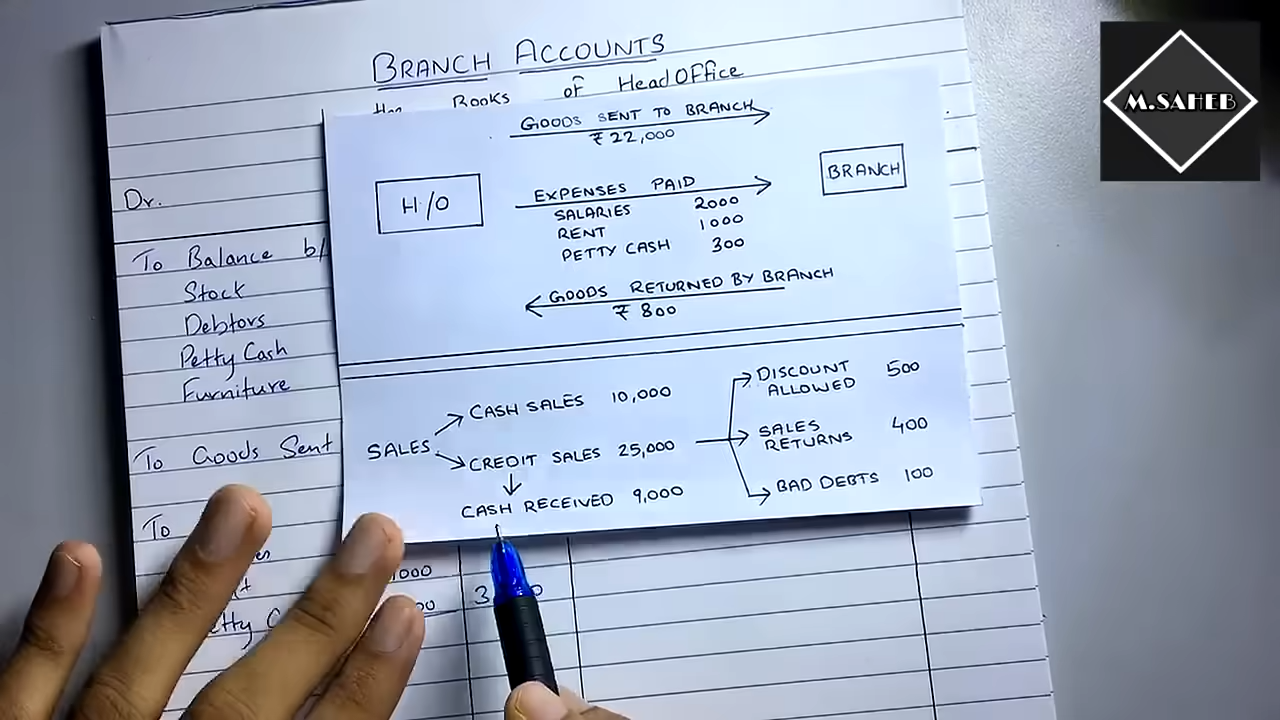 BRANCH ACCOUNTS
Books of Head Office
M.SAHEB
GOODS SENT TO BRANCH
₹ 22,000
H/O
BRANCH
EXPENSES PAID
SALARIES 2000
RENT 1000
PETTY CASH 300
GOODS RETURNED BY BRANCH
₹ 800
SALES
CASH SALES 10,000
CREDIT SALES 25,000
CASH RECEIVED 9,000
DISCOUNT ALLOWED 500
SALES RETURNS 400
BAD DEBTS 100
Dr.
To Balance b/
Stock
Debtors
Petty Cash
Furniture
To Goods Sent
To